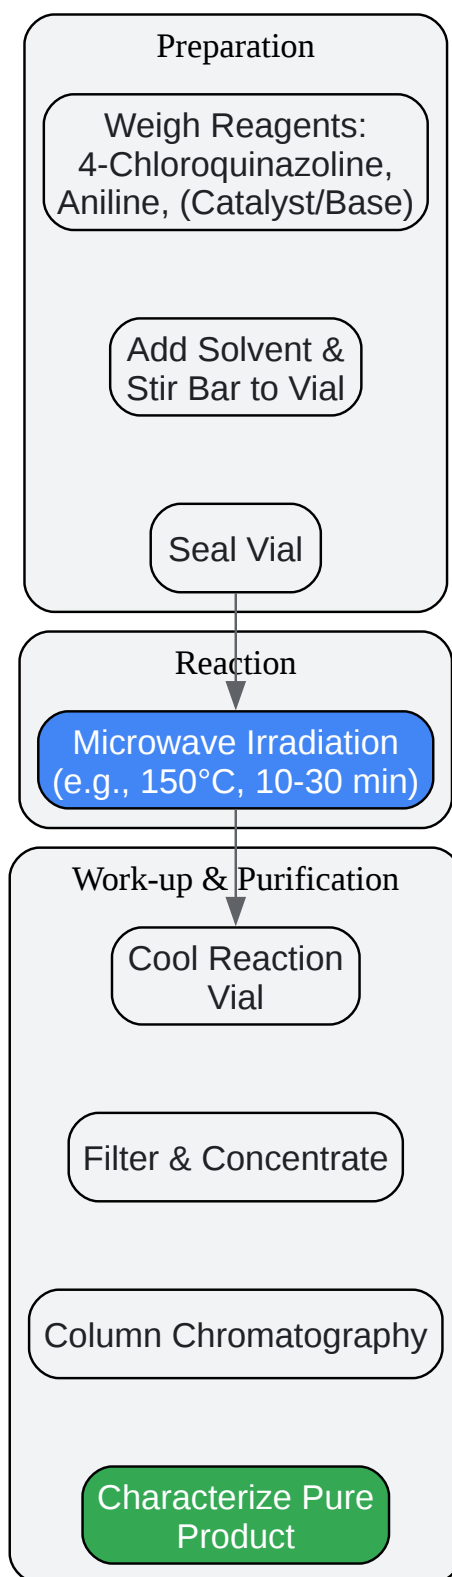 Preparation
Weigh Reagents:
4-Chloroquinazoline,
Aniline, (Catalyst/Base)
Add Solvent &
Stir Bar to Vial
Seal Vial
Reaction
Microwave Irradiation
(e.g., 150°C, 10-30 min)
Work-up & Purification
Cool Reaction
Vial
Filter & Concentrate
Column Chromatography
Characterize Pure
Product